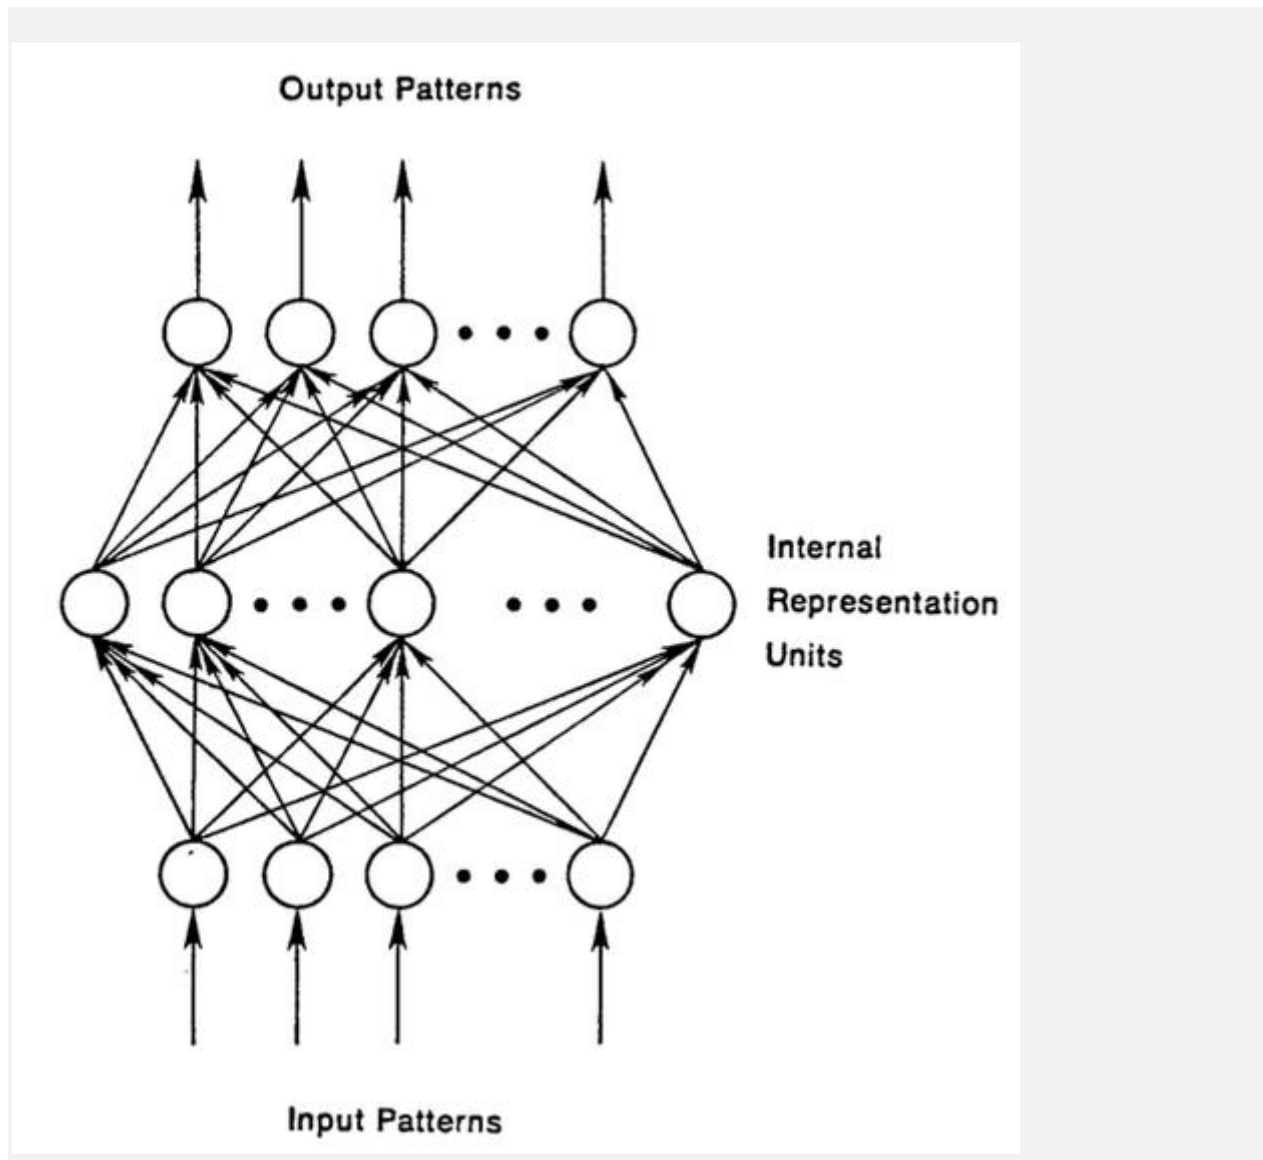 Output Patterns
Internal
Representation
Units
Input Patterns